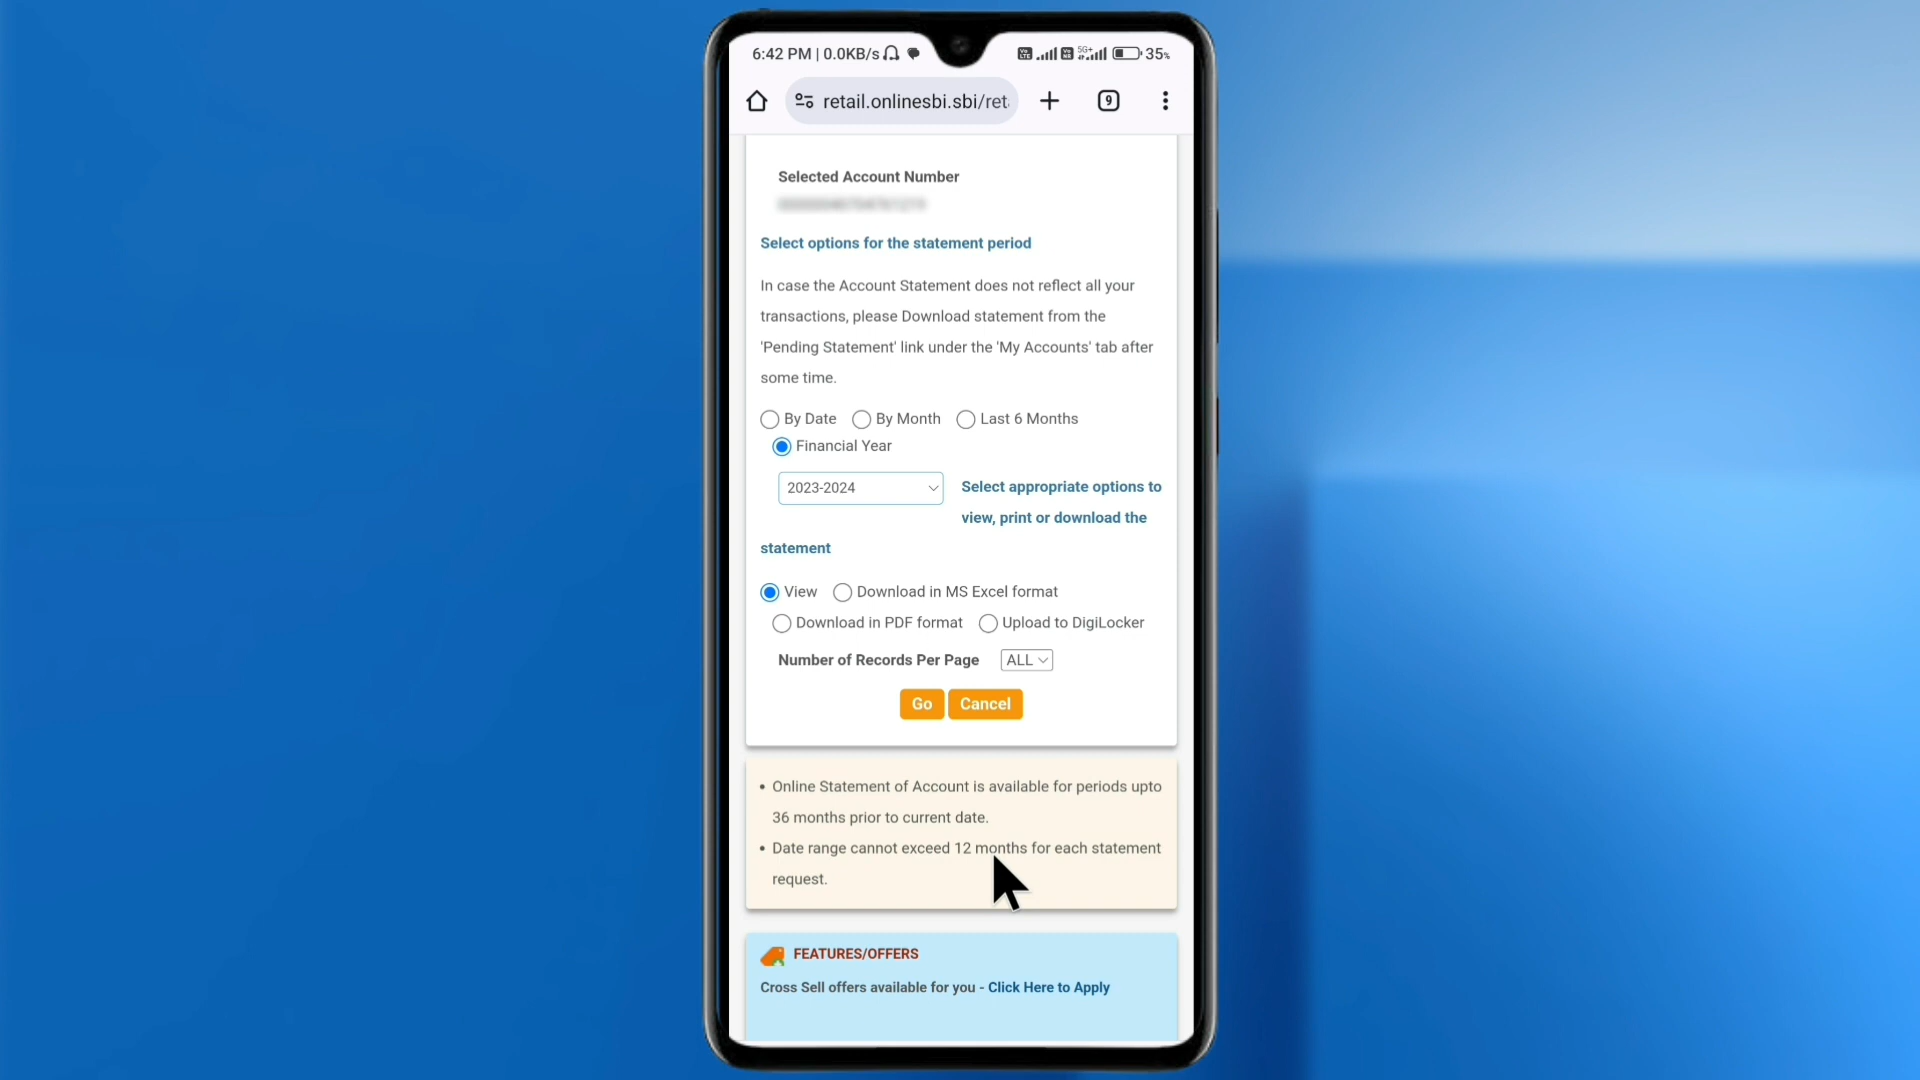 6:42 PM | 0.0KB/s 5G+ 35%
retail.onlinesbi.sbi/ret 9
Selected Account Number
Select options for the statement period
In case the Account Statement does not reflect all your
transactions, please Download statement from the
'Pending Statement' link under the 'My Accounts' tab after
some time.
By Date By Month Last 6 Months
Financial Year
2023-2024 Select appropriate options to
view, print or download the
statement
View Download in MS Excel format
Download in PDF format Upload to DigiLocker
Number of Records Per Page ALL
Go Cancel
• Online Statement of Account is available for periods upto
36 months prior to current date.
• Date range cannot exceed 12 months for each statement
request.
FEATURES/OFFERS
Cross Sell offers available for you - Click Here to Apply